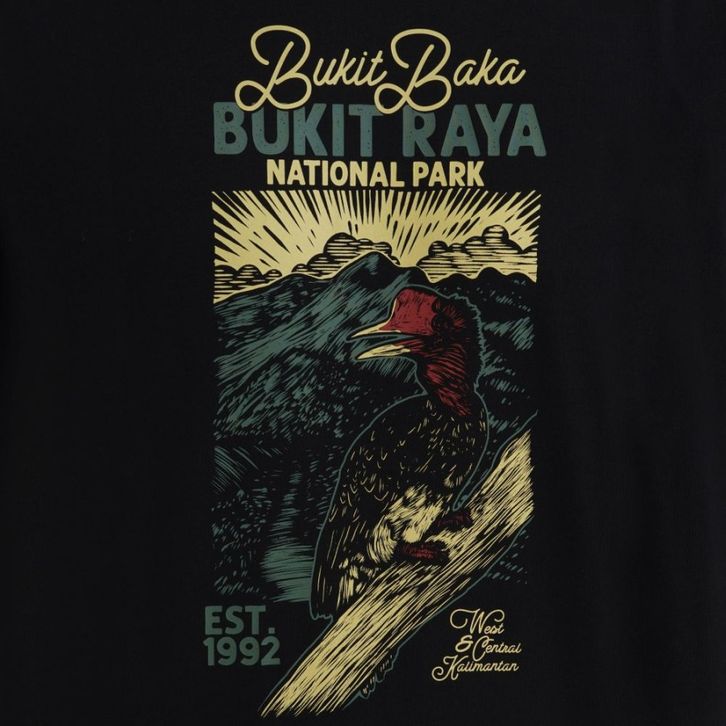 Bukit Baka
BUKIT RAYA
NATIONAL PARK
EST.
1992
West
& Central
Kalimantan